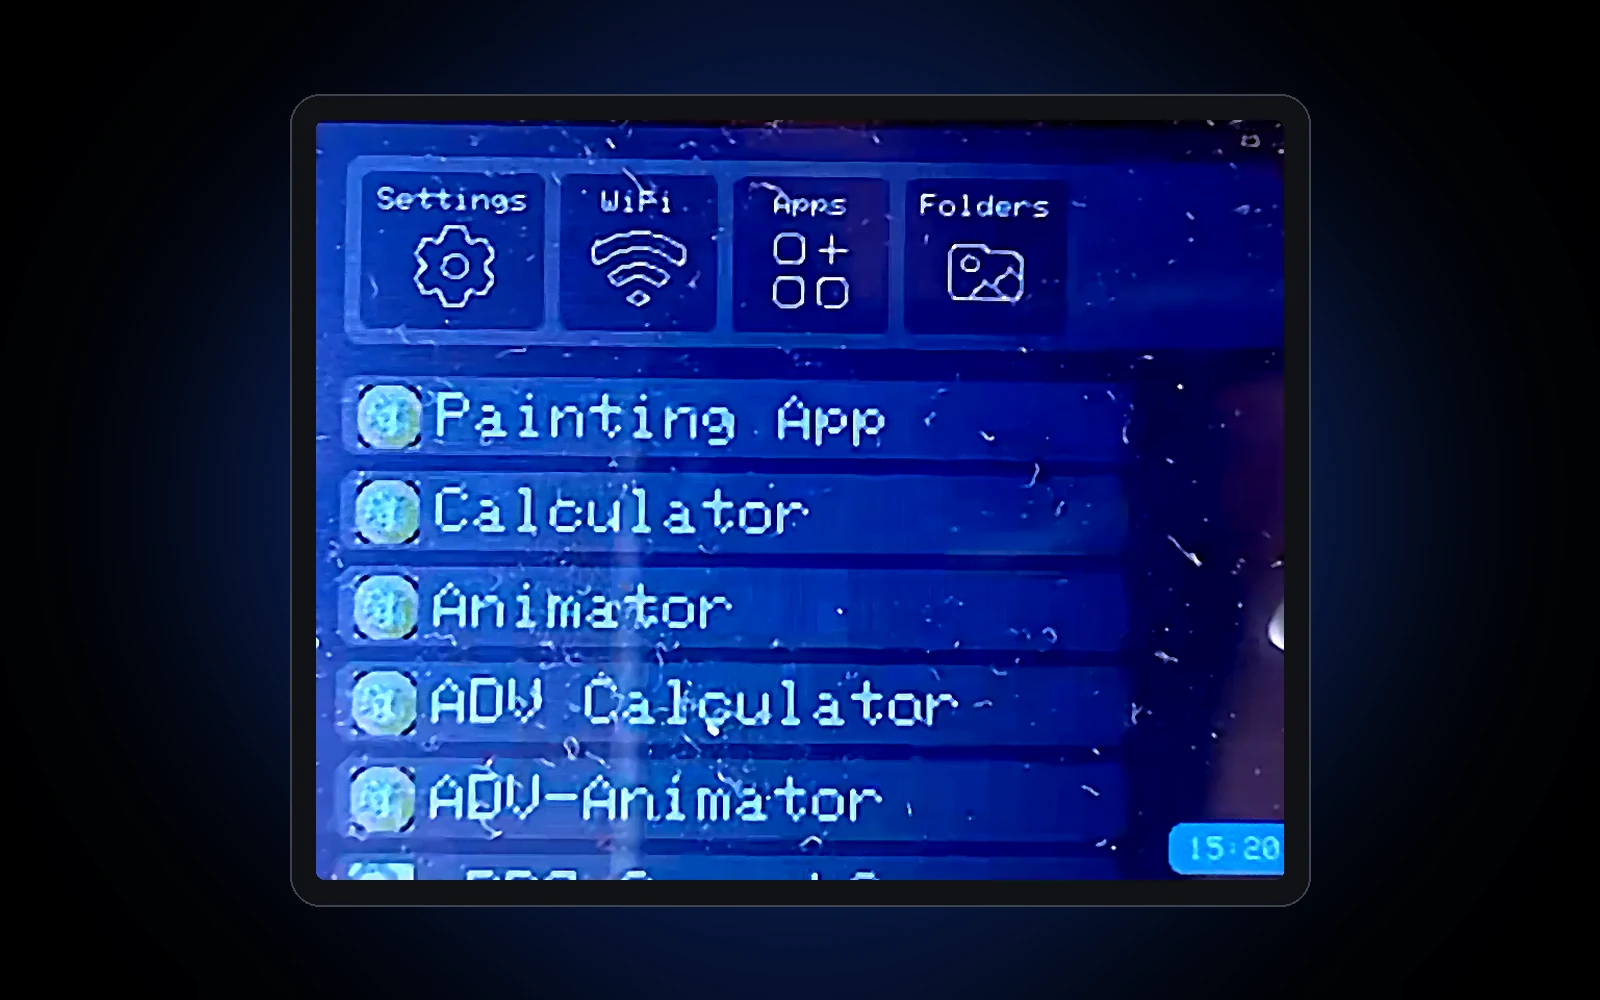 Settings WiFi Apps Folders
Painting App
Calculator
Animator
ADV Calculator
ADV-Animator
15:20